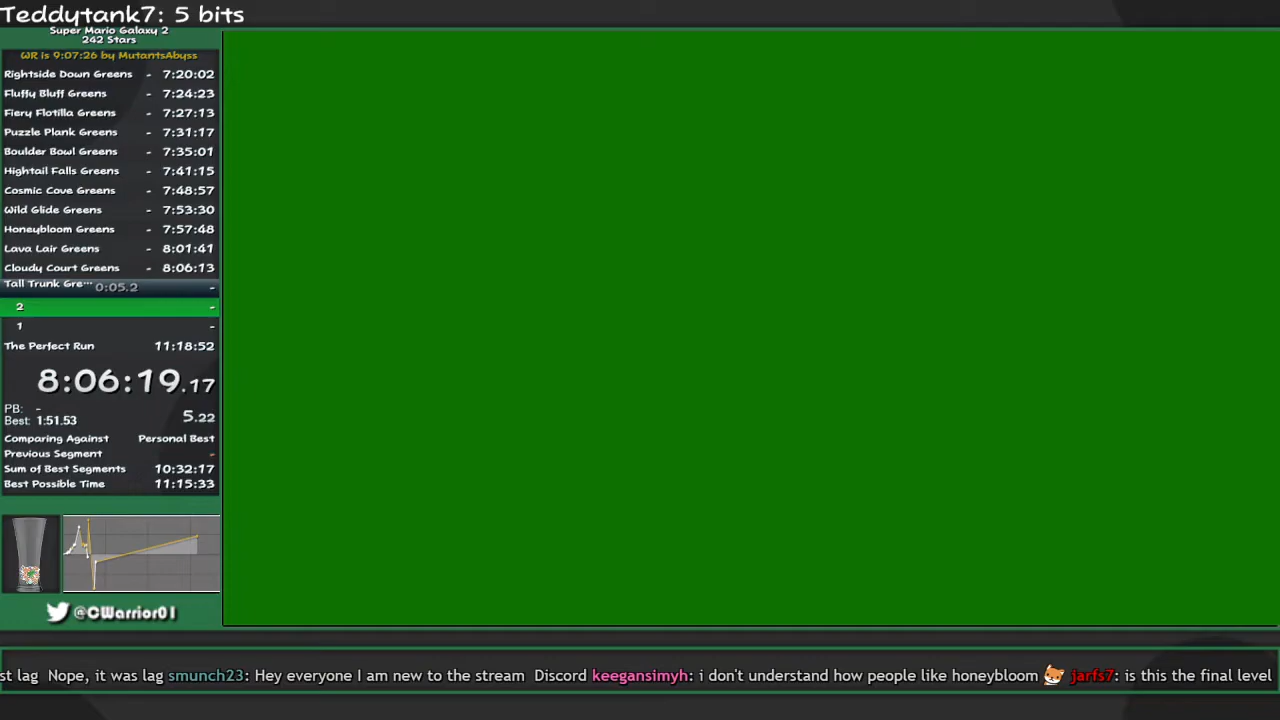 Teddytank7: 5 bits
Super Mario Galaxy 2
242 Stars
WR is 9:07:26 by MutantsAbyss
Rightside Down Greens - 7:20:02
Fluffy Bluff Greens - 7:24:23
Fiery Flotilla Greens - 7:27:13
Puzzle Plank Greens - 7:31:17
Boulder Bowl Greens - 7:35:01
Hightail Falls Greens - 7:41:15
Cosmic Cove Greens - 7:48:57
Wild Glide Greens - 7:53:30
Honeybloom Greens - 7:57:48
Lava Lair Greens - 8:01:41
Cloudy Court Greens - 8:06:13
Tall Trunk Gre… 0:05.2 -
2 -
1 -
The Perfect Run 11:18:52
8:06:19.17
PB: - 5.22
Best: 1:51.53
Comparing Against Personal Best
Previous Segment -
Sum of Best Segments 10:32:17
Best Possible Time 11:15:33
@CWarrior01
st lag Nope, it was lag smunch23: Hey everyone I am new to the stream Discord keegansimyh: i don't understand how people like honeybloom jarfs7: is this the final level